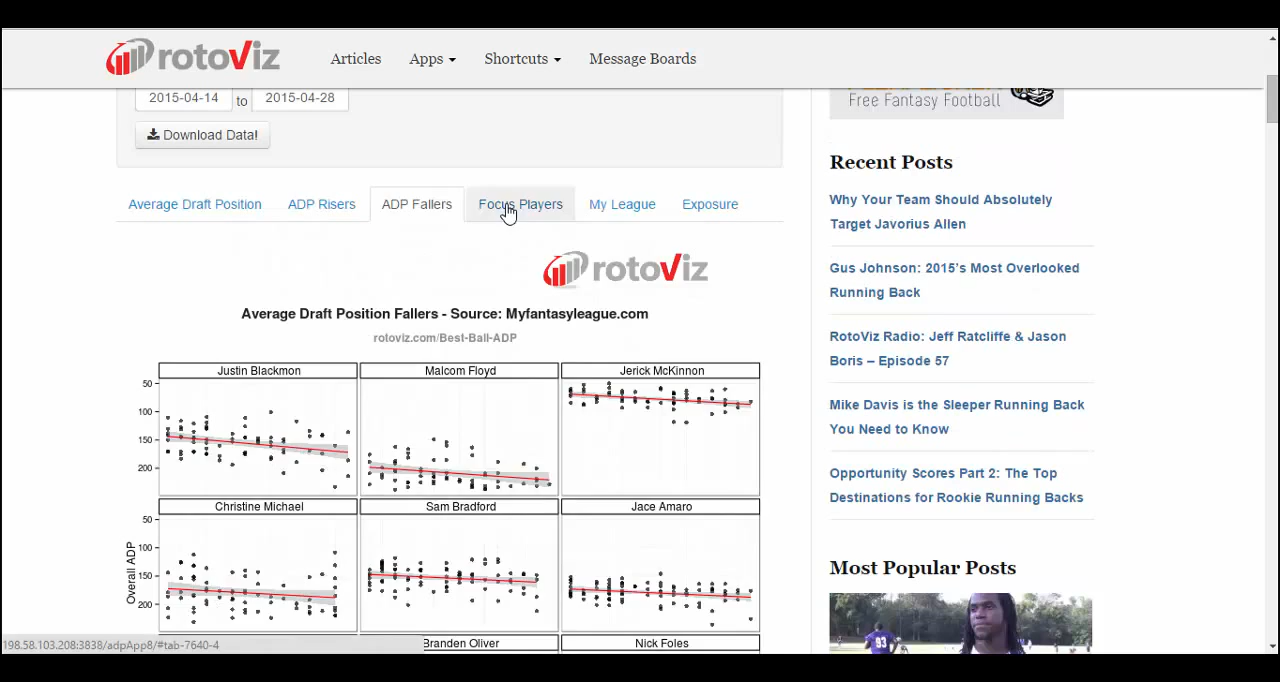 rotoviz
Articles
Apps
Shortcuts
Message Boards
2015-04-14 to 2015-04-28
Download Data!
Average Draft Position
ADP Risers
ADP Fallers
Focus Players
My League
Exposure
rotoviz
Average Draft Position Fallers - Source: Myfantasyleague.com
rotoviz.com/Best-Ball-ADP
Justin Blackmon
Malcom Floyd
Jerick McKinnon
50
100
150
200
Christine Michael
Sam Bradford
Jace Amaro
50
100
150
200
Overall ADP
Branden Oliver
Nick Foles
198.58.103.208:3838/adpApp8/#tab-7640-4
Free Fantasy Football
Recent Posts
Why Your Team Should Absolutely
Target Javorius Allen
Gus Johnson: 2015's Most Overlooked
Running Back
RotoViz Radio: Jeff Ratcliffe & Jason
Boris – Episode 57
Mike Davis is the Sleeper Running Back
You Need to Know
Opportunity Scores Part 2: The Top
Destinations for Rookie Running Backs
Most Popular Posts
93